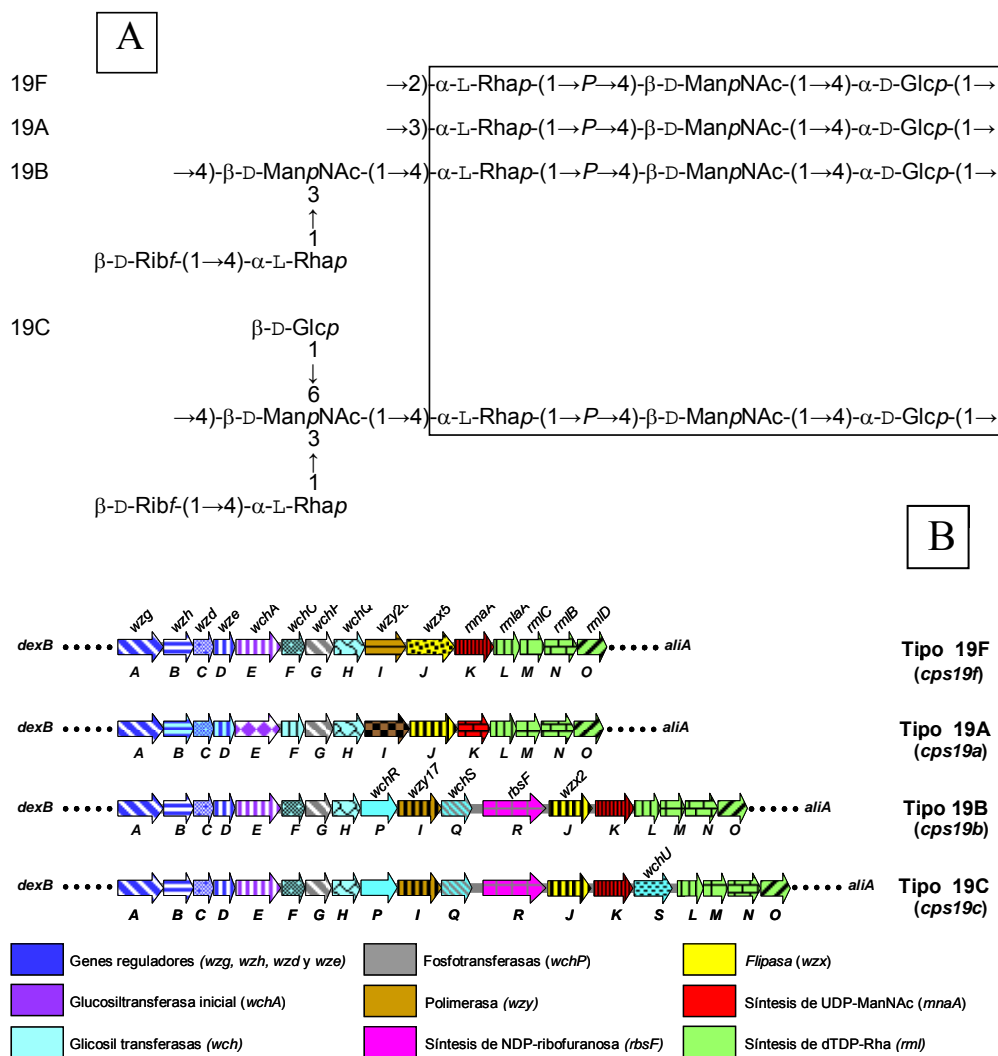 A
19F
→2)-α-L-Rhap-(1→P→4)-β-D-ManpNAc-(1→4)-α-D-Glcp-(1→
19A
→3)-α-L-Rhap-(1→P→4)-β-D-ManpNAc-(1→4)-α-D-Glcp-(1→
19B
→4)-β-D-ManpNAc-(1→4)-α-L-Rhap-(1→P→4)-β-D-ManpNAc-(1→4)-α-D-Glcp-(1→
3
↑
1
β-D-Ribf-(1→4)-α-L-Rhap
19C
β-D-Glcp
1
↓
6
→4)-β-D-ManpNAc-(1→4)-α-L-Rhap-(1→P→4)-β-D-ManpNAc-(1→4)-α-D-Glcp-(1→
3
↑
1
β-D-Ribf-(1→4)-α-L-Rhap
B
wzg wzh wzd wze wchA wchQ wzx5 rmlC rmlB rmlD
dexB aliA Tipo 19F
A B C D E F G H I J K L M N O
(cps19f)
dexB aliA Tipo 19A
A B C D E F G H I J K L M N O
(cps19a)
wchR wzy17 wchS rbsF wzx2
dexB aliA Tipo 19B
A B C D E F G H P I Q R J K L M N O
(cps19b)
wchU
dexB aliA Tipo 19C
A B C D E F G H P I Q R J K S L M N O
(cps19c)
Genes reguladores (wzg, wzh, wzd y wze) Fosfotransferasas (wchP) Flipasa (wzx)
Glucosiltransferasa inicial (wchA) Polimerasa (wzy) Síntesis de UDP-ManNAc (mnaA)
Glicosil transferasas (wch) Síntesis de NDP-ribofuranosa (rbsF) Síntesis de dTDP-Rha (rml)